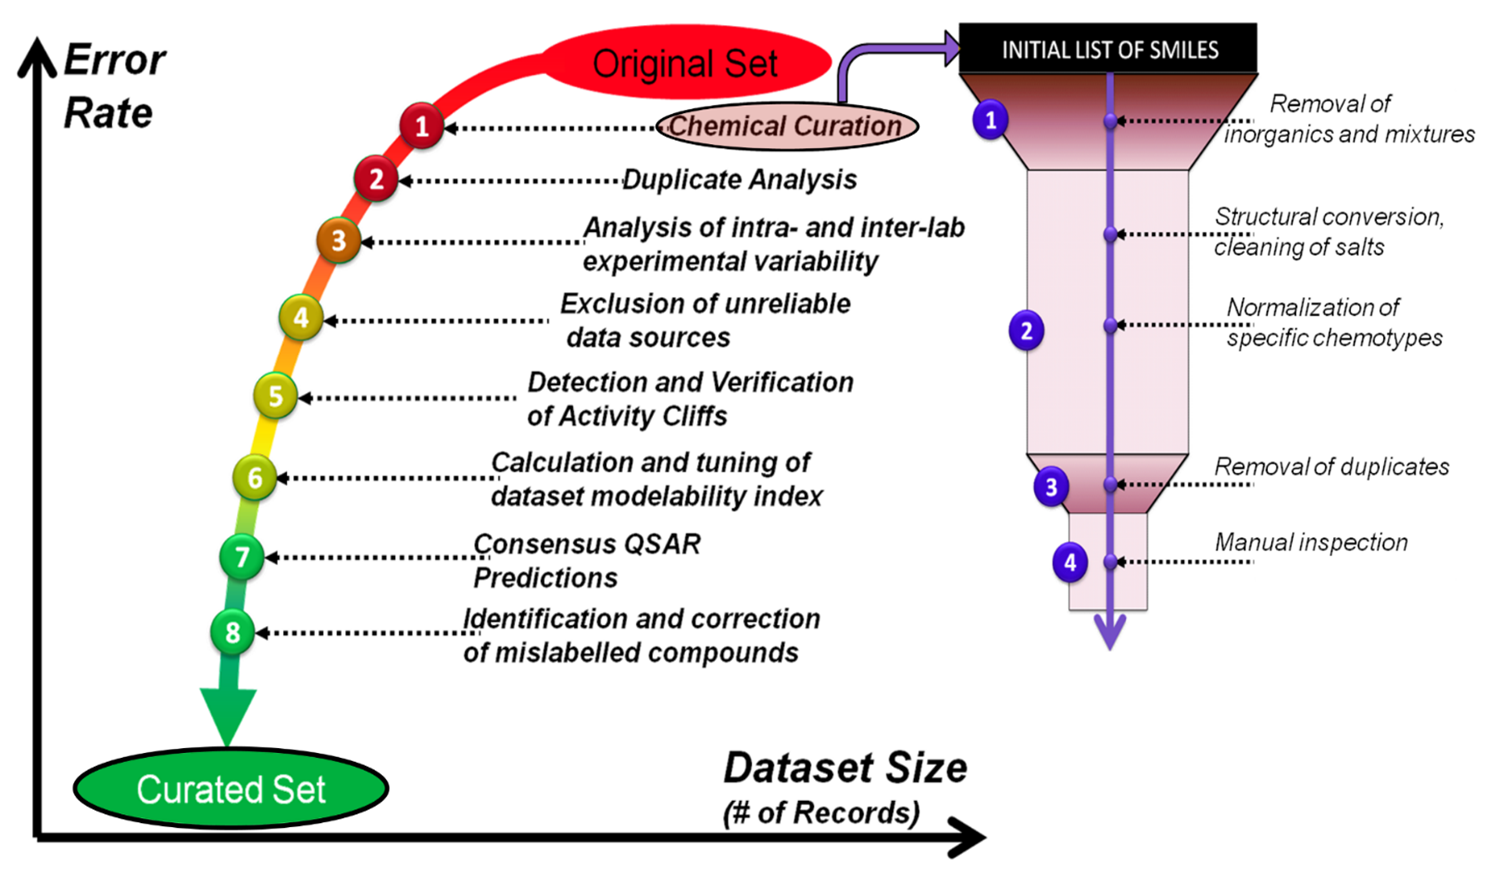 Error
Rate
Original Set
1
Chemical Curation
2
Duplicate Analysis
3
Analysis of intra- and inter-lab
experimental variability
4
Exclusion of unreliable
data sources
5
Detection and Verification
of Activity Cliffs
6
Calculation and tuning of
dataset modelability index
7
Consensus QSAR
Predictions
8
Identification and correction
of mislabelled compounds
Curated Set
Dataset Size
(# of Records)
INITIAL LIST OF SMILES
1
Removal of
inorganics and mixtures
Structural conversion,
cleaning of salts
2
Normalization of
specific chemotypes
3
Removal of duplicates
4
Manual inspection